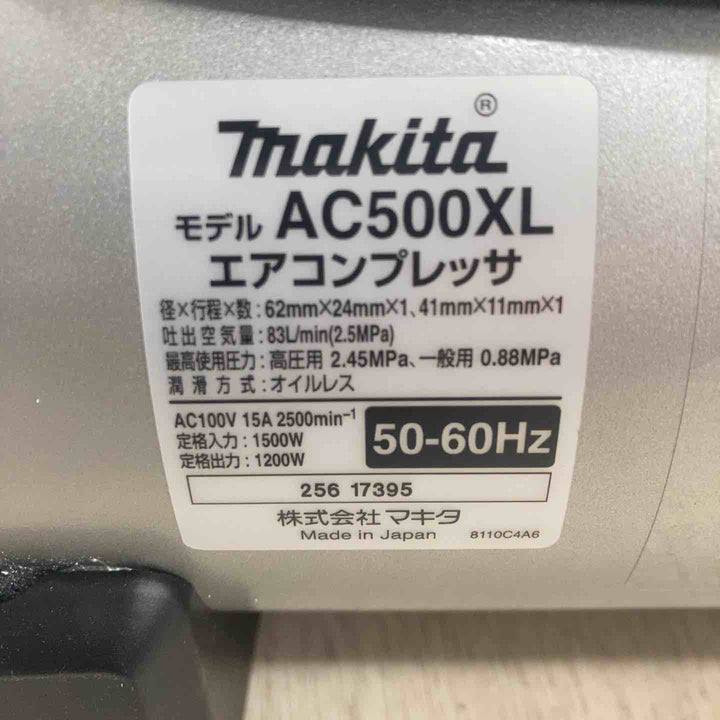 makita®
モデル AC500XL
エアコンプレッサ
径×行程×数:62mm×24mm×1、41mm×11mm×1
吐出空気量:83L/min(2.5MPa)
最高使用圧力:高圧用 2.45MPa、一般用 0.88MPa
潤滑方式:オイルレス
AC100V 15A 2500min⁻¹
定格入力:1500W
定格出力:1200W
50-60Hz
256 17395
株式会社 マキタ
Made in Japan 8110C4A6